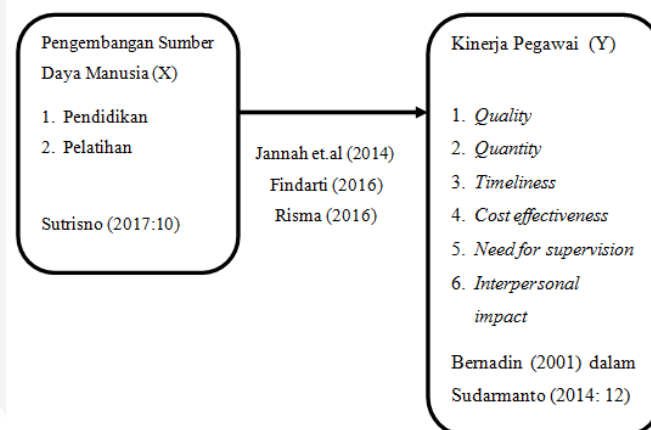 Pengembangan Sumber
Daya Manusia (X)
1. Pendidikan
2. Pelatihan
Sutrisno (2017:10)
Jannah et.al (2014)
Findarti (2016)
Risma (2016)
Kinerja Pegawai (Y)
1. Quality
2. Quantity
3. Timeliness
4. Cost effectiveness
5. Need for supervision
6. Interpersonal
impact
Bernadin (2001) dalam
Sudarmanto (2014: 12)